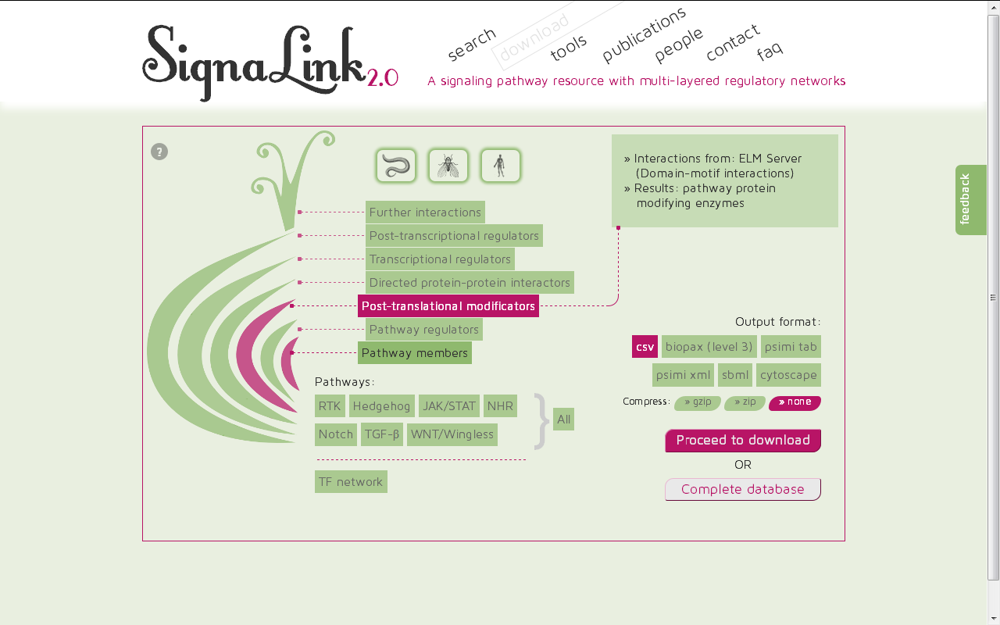 SignaLink 2.0
search
download
tools
publications
people
contact
faq
A signaling pathway resource with multi-layered regulatory networks
?
» Interactions from: ELM Server
(Domain-motif interactions)
» Results: pathway protein
modifying enzymes
feedback
Further interactions
Post-transcriptional regulators
Transcriptional regulators
Directed protein-protein interactors
Post-translational modificators
Pathway regulators
Pathway members
Pathways:
RTK Hedgehog JAK/STAT NHR
Notch TGF-β WNT/Wingless
} All
TF network
Output format:
csv biopax (level 3) psimi tab
psimi xml sbml cytoscape
Compress: » gzip » zip » none
Proceed to download
OR
Complete database